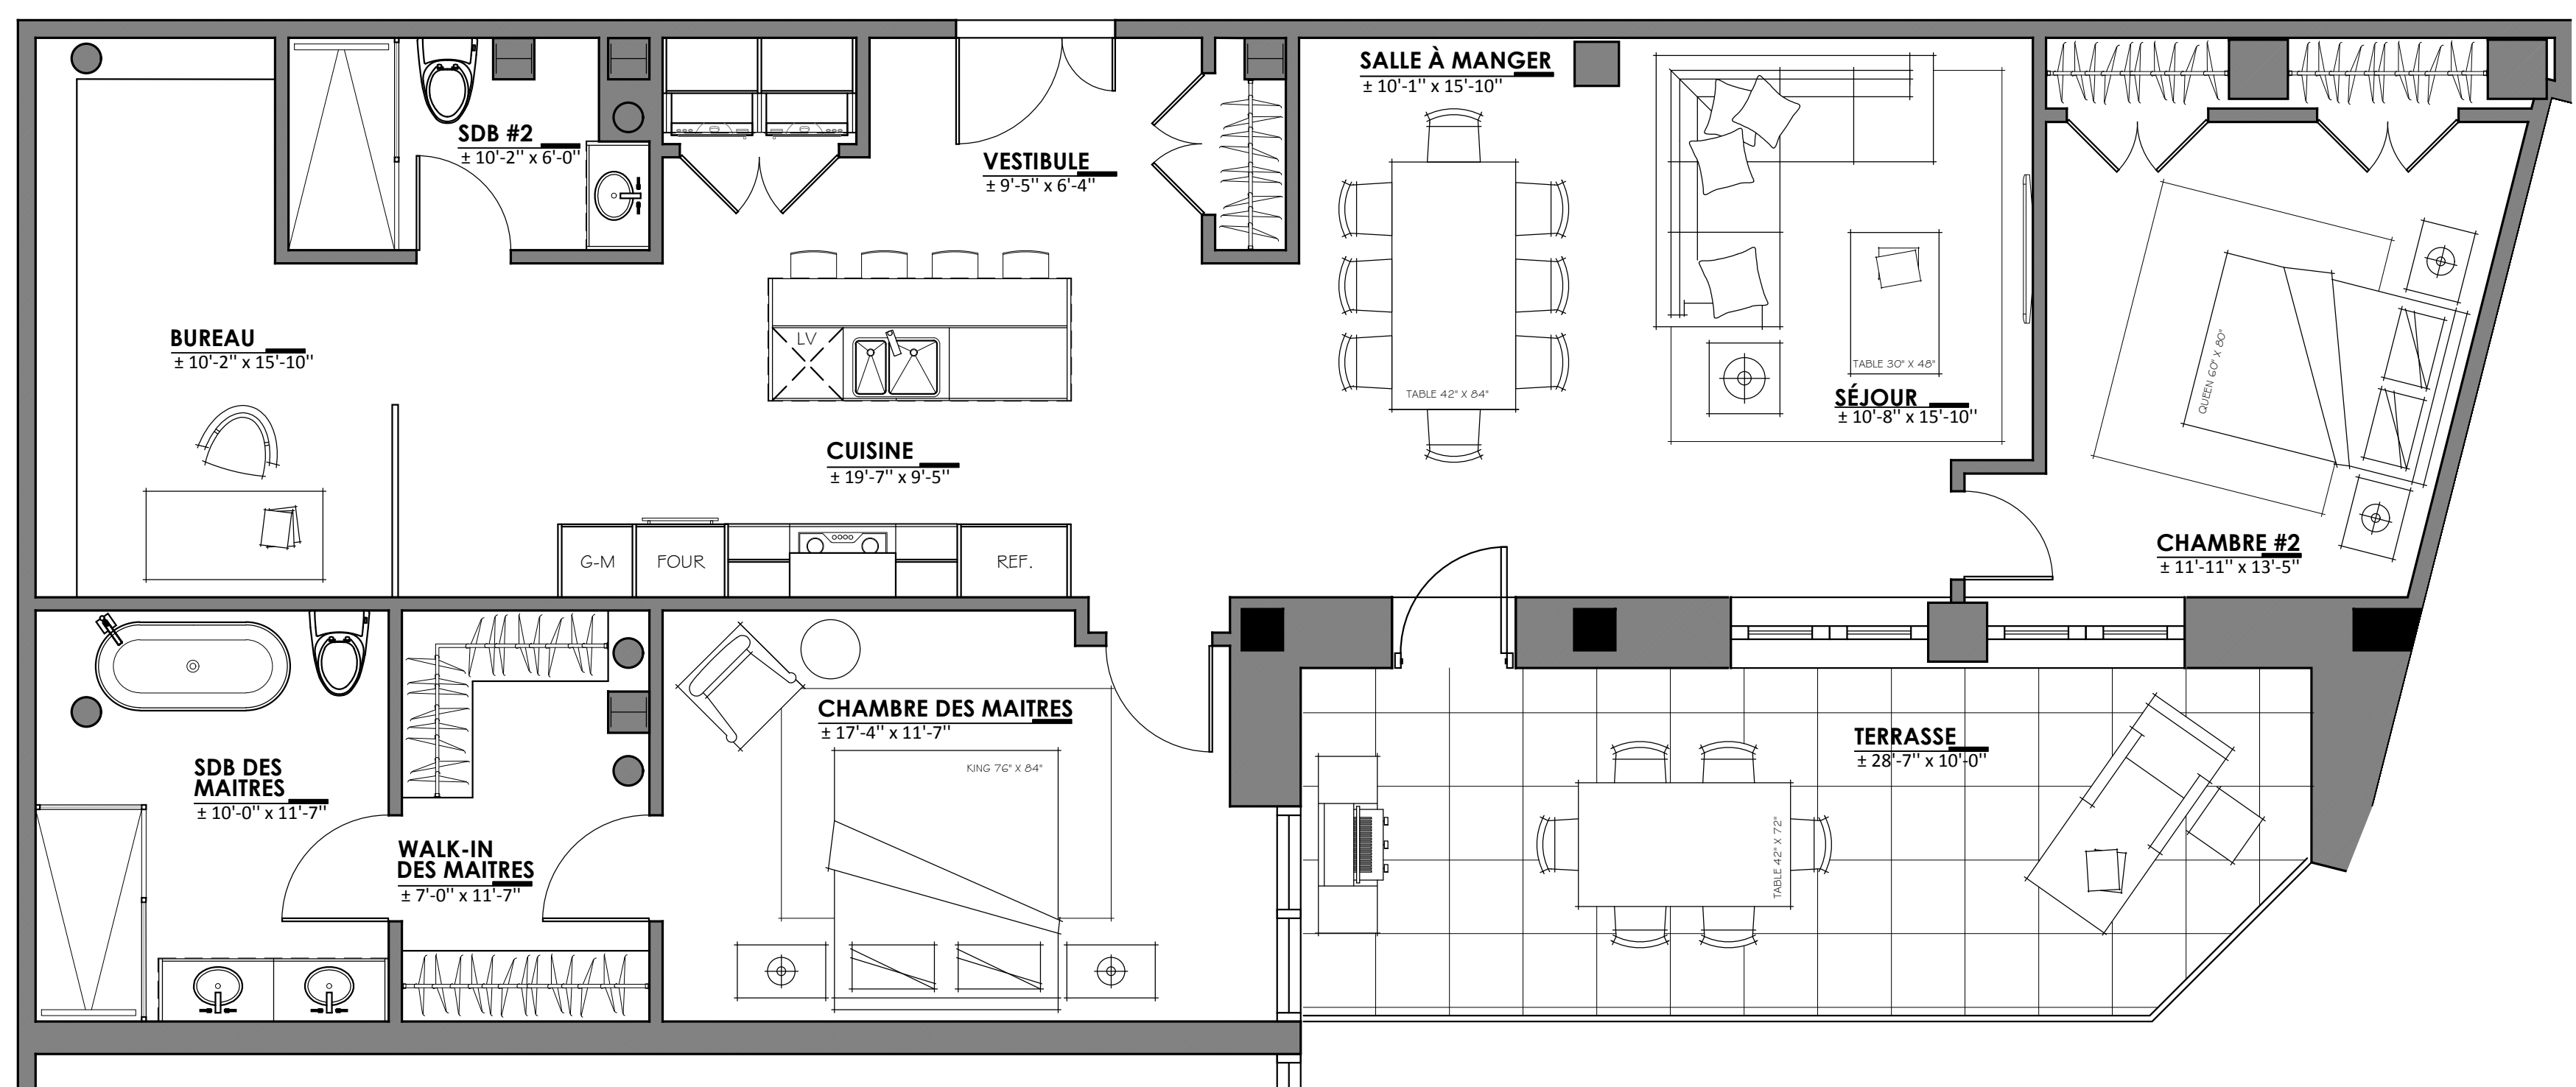 SDB #2
± 10'-2" x 6'-0"
VESTIBULE
± 9'-5" x 6'-4"
SALLE À MANGER
± 10'-1" x 15'-10"
BUREAU
± 10'-2" x 15'-10"
LV
CUISINE
± 19'-7" x 9'-5"
TABLE 42" X 84"
TABLE 30" X 48"
SÉJOUR
± 10'-8" x 15'-10"
QUEEN 60" X 80"
CHAMBRE #2
± 11'-11" x 13'-5"
G-M
FOUR
REF.
CHAMBRE DES MAITRES
± 17'-4" x 11'-7"
KING 76" X 84"
SDB DES
MAITRES
± 10'-0" x 11'-7"
WALK-IN
DES MAITRES
± 7'-0" x 11'-7"
TERRASSE
± 28'-7" x 10'-0"
TABLE 42" X 72"